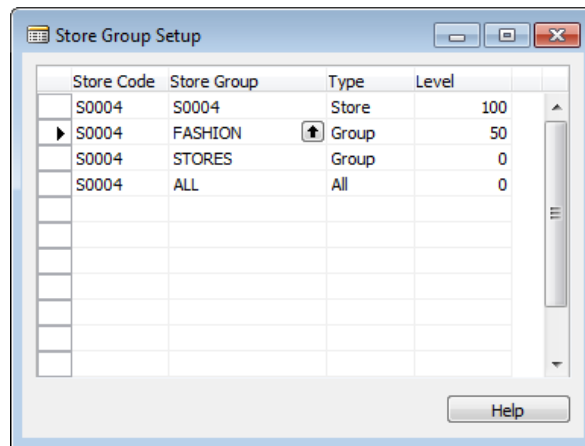 Store Group Setup
Store Code Store Group Type Level
S0004 S0004 Store 100
S0004 FASHION Group 50
S0004 STORES Group 0
S0004 ALL All 0
Help